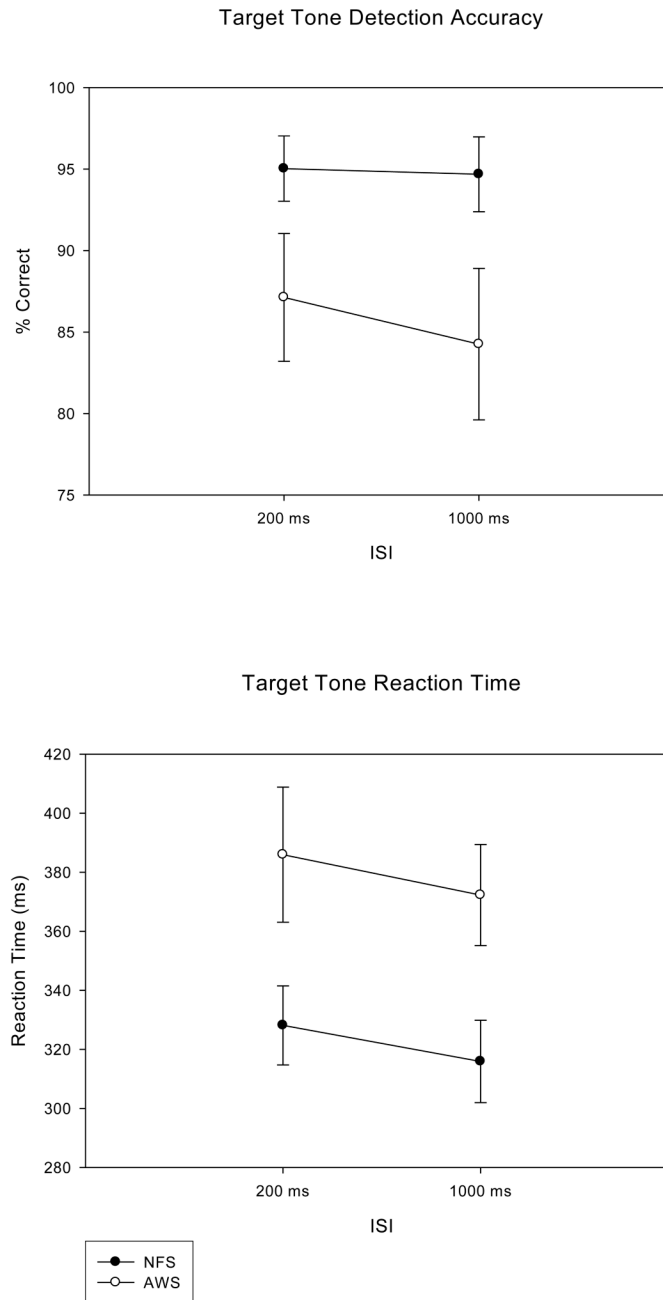 Target Tone Detection Accuracy
100
95
90
85
80
75
% Correct
200 ms
1000 ms
ISI
Target Tone Reaction Time
420
400
380
360
340
320
300
280
Reaction Time (ms)
200 ms
1000 ms
ISI
NFS
AWS